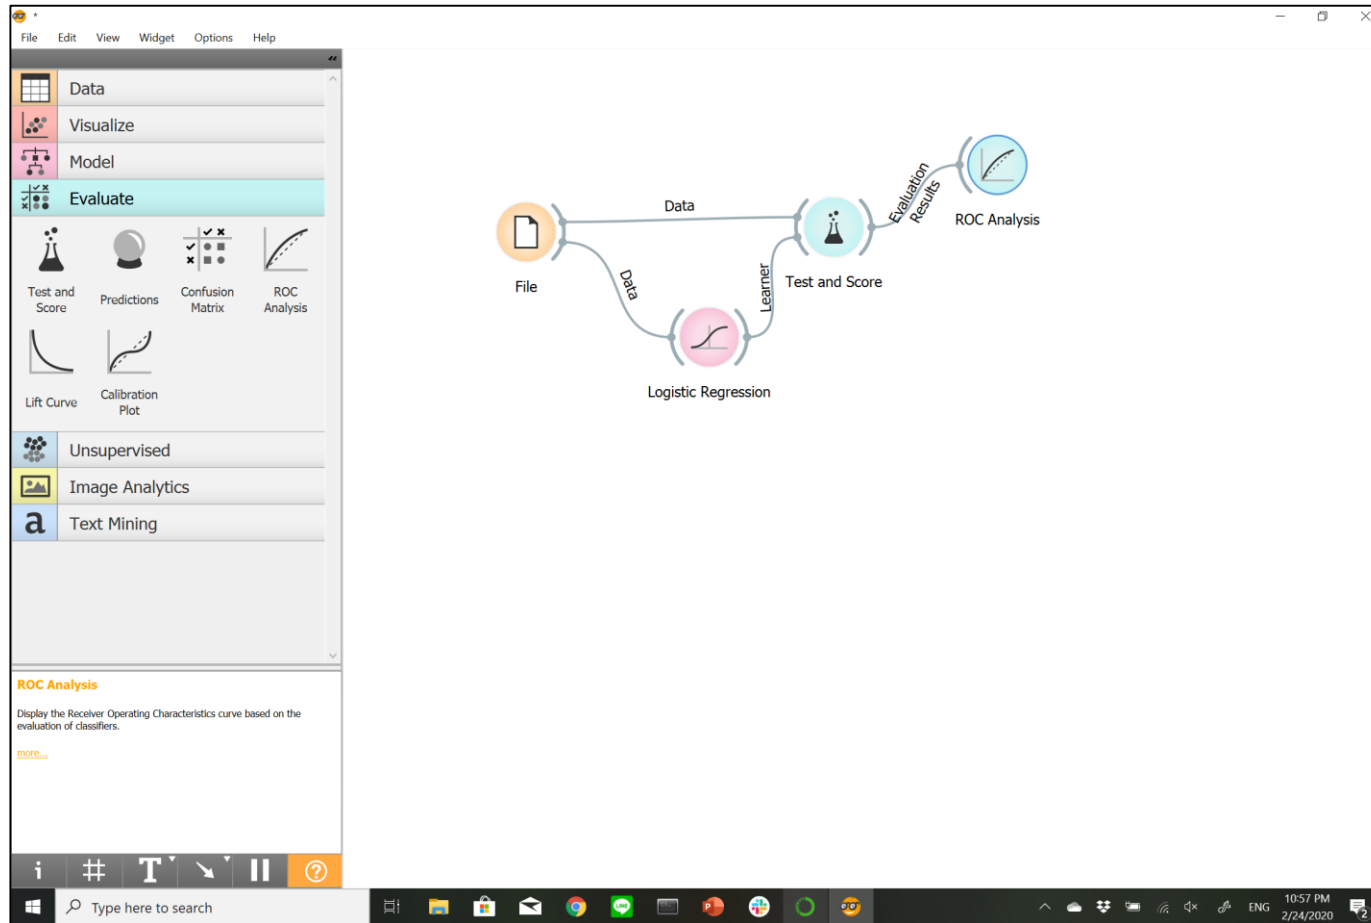 *
File Edit View Widget Options Help
Data
Visualize
Model
Evaluate
Test and
Score
Predictions
Confusion
Matrix
ROC
Analysis
Lift Curve
Calibration
Plot
Unsupervised
Image Analytics
a Text Mining
ROC Analysis
Display the Receiver Operating Characteristics curve based on the
evaluation of classifiers.
more...
i # T ?
File
Data
Data
Logistic Regression
Learner
Test and Score
Evaluation
Results
ROC Analysis
Type here to search
LINE
P
ENG
10:57 PM
2/24/2020